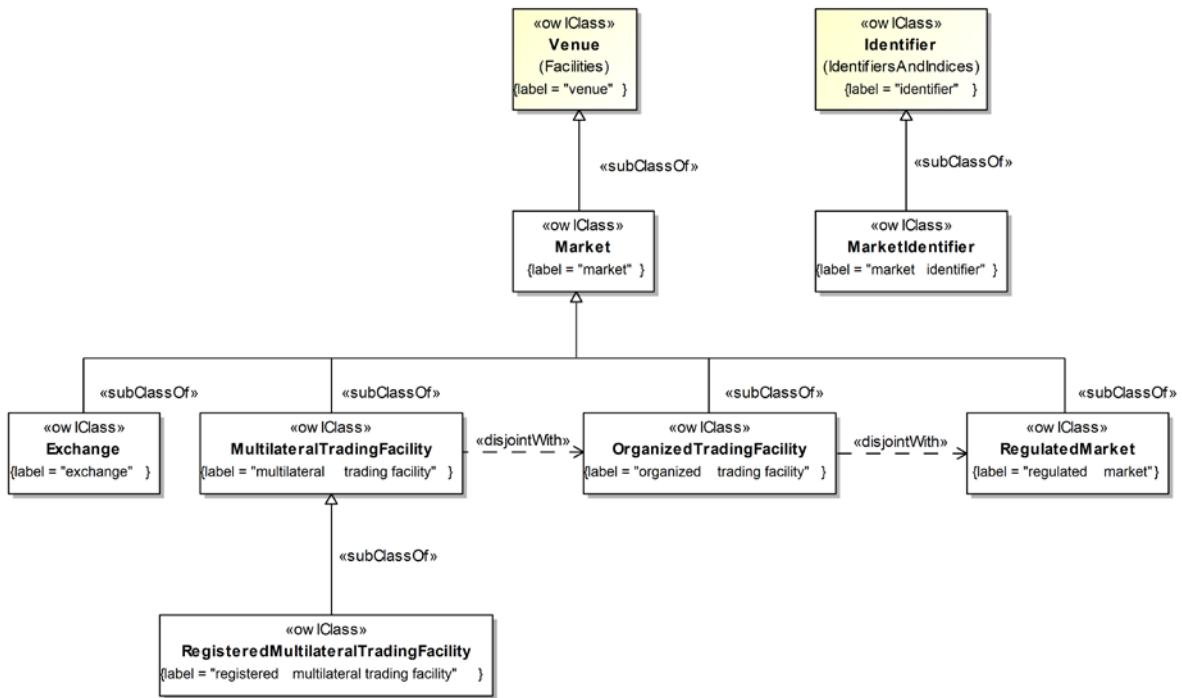 «owlClass»
Venue
(Facilities)
{label = "venue" }
«owlClass»
Identifier
(IdentifiersAndIndices)
{label = "identifier" }
«subClassOf»
«subClassOf»
«owlClass»
Market
{label = "market" }
«owlClass»
MarketIdentifier
{label = "market identifier" }
«subClassOf»
«subClassOf»
«subClassOf»
«subClassOf»
«owlClass»
Exchange
{label = "exchange" }
«owlClass»
MultilateralTradingFacility
{label = "multilateral trading facility" }
«disjointWith»
«owlClass»
OrganizedTradingFacility
{label = "organized trading facility" }
«disjointWith»
«owlClass»
RegulatedMarket
{label = "regulated market" }
«subClassOf»
«owlClass»
RegisteredMultilateralTradingFacility
{label = "registered multilateral trading facility" }